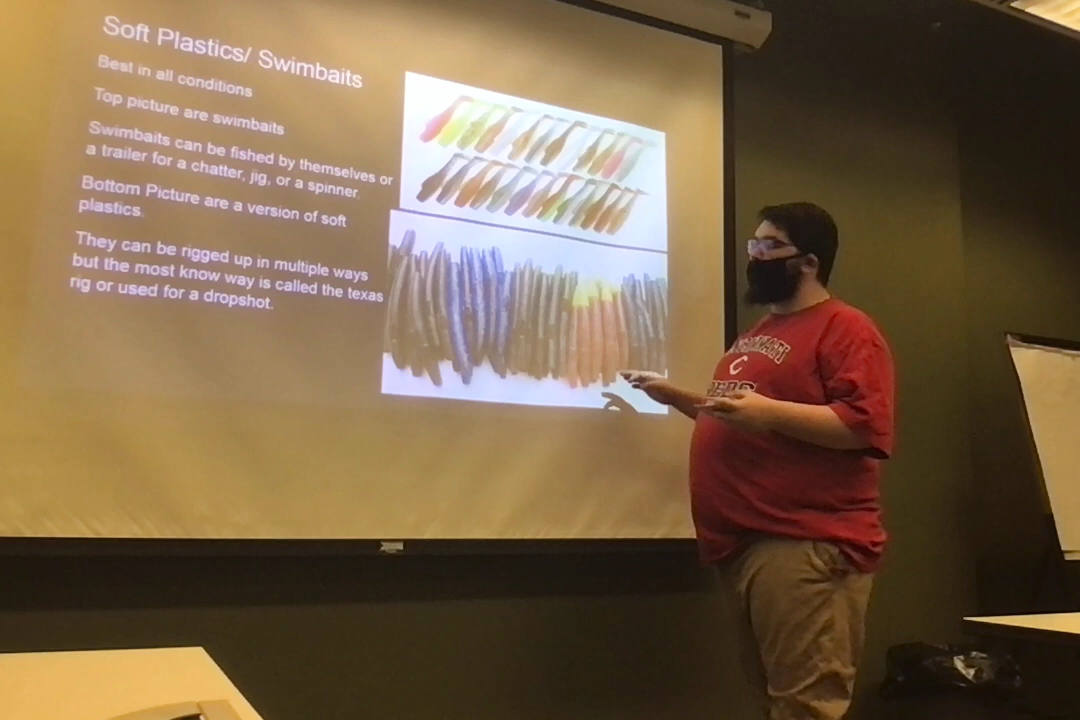 Soft Plastics/ Swimbaits
Best in all conditions
Top picture are swimbaits
Swimbaits can be fished by themselves or
a trailer for a chatter, jig, or a spinner.
Bottom Picture are a version of soft
plastics.
They can be rigged up in multiple ways
but the most know way is called the texas
rig or used for a dropshot.
C